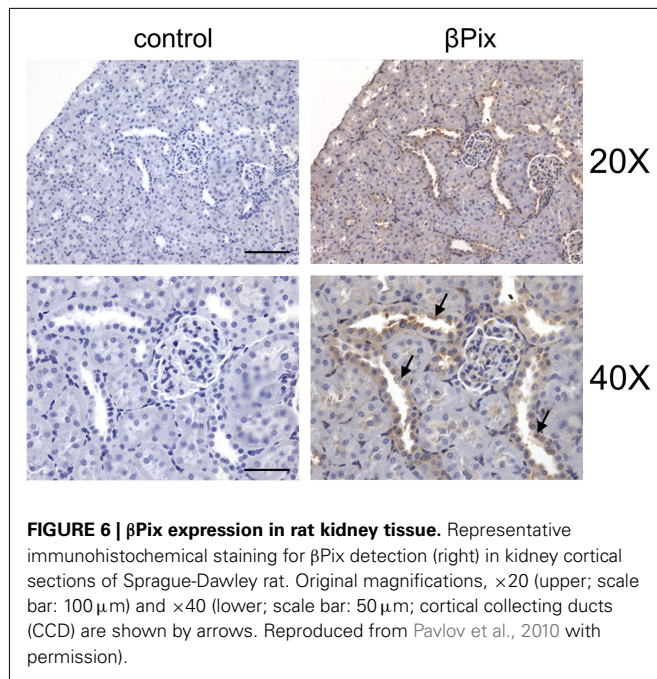 control
βPix
20X
40X
FIGURE 6 | βPix expression in rat kidney tissue. Representative
immunohistochemical staining for βPix detection (right) in kidney cortical
sections of Sprague-Dawley rat. Original magnifications, ×20 (upper; scale
bar: 100 μm) and ×40 (lower; scale bar: 50 μm; cortical collecting ducts
(CCD) are shown by arrows. Reproduced from Pavlov et al., 2010 with
permission).